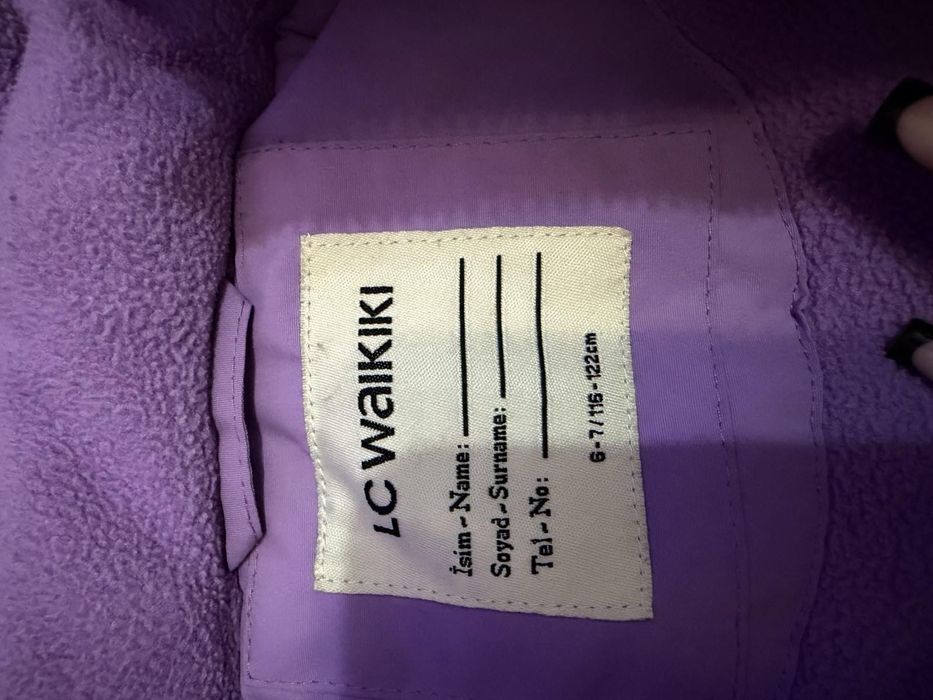 LC WAIKIKI
İsim - Name:
Soyad - Surname:
Tel - No:
6 - 7 / 116 - 122cm